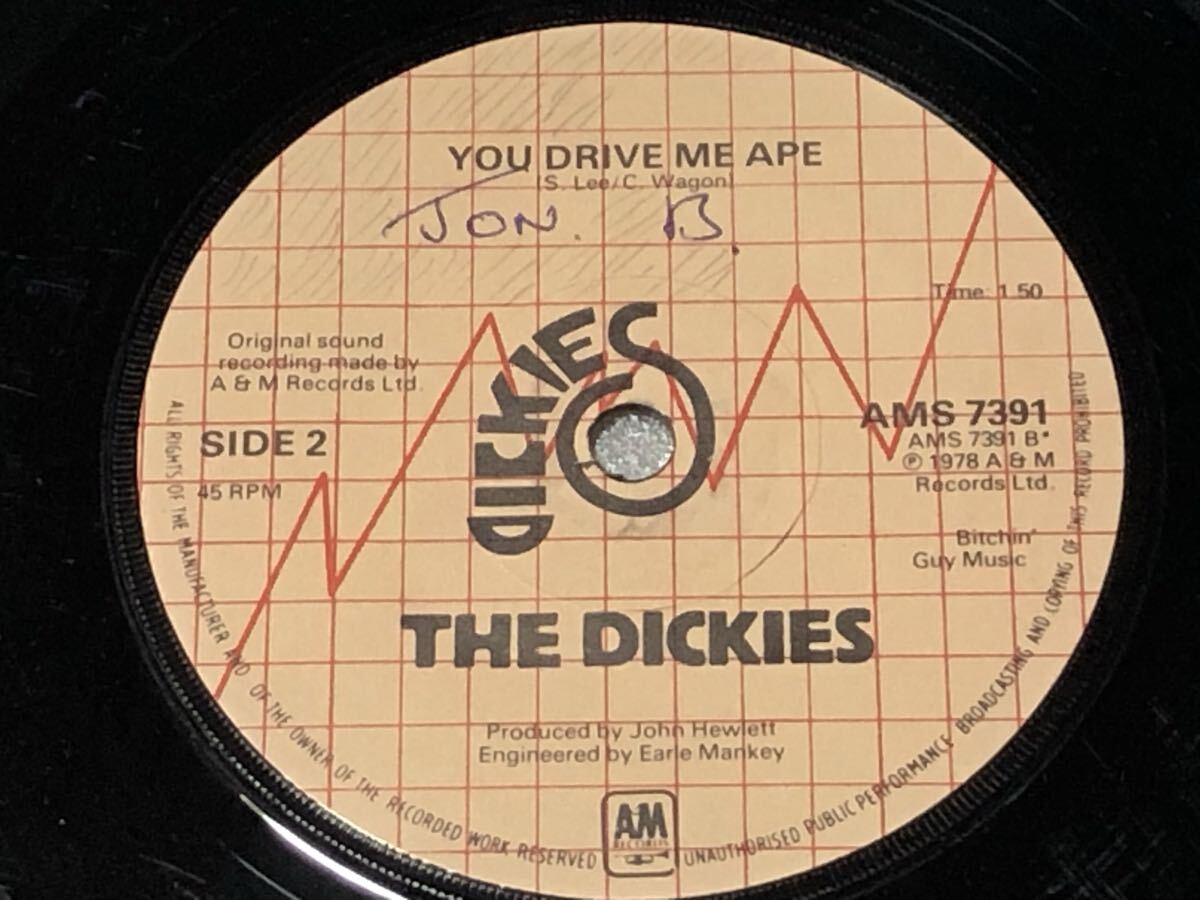 YOU DRIVE ME APE
(S. Lee/C. Wagon)
JON. B.
Time: 1.50
Original sound
recording made by
A & M Records Ltd.
DICKIES
SIDE 2
45 RPM
AMS 7391
AMS 7391 B*
℗ 1978 A & M
Records Ltd.
Bitchin'
Guy Music
THE DICKIES
Produced by John Hewlett
Engineered by Earle Mankey
AM
RECORDS
ALL RIGHTS OF THE MANUFACTURER AND OF THE OWNER OF THE RECORDED WORK RESERVED
UNAUTHORISED PUBLIC PERFORMANCE BROADCASTING AND COPYING OF THIS RECORD PROHIBITED